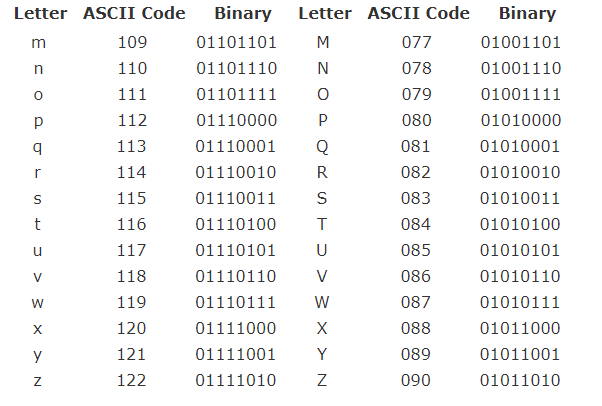 Letter ASCII Code Binary Letter ASCII Code Binary
m 109 01101101 M 077 01001101
n 110 01101110 N 078 01001110
o 111 01101111 O 079 01001111
p 112 01110000 P 080 01010000
q 113 01110001 Q 081 01010001
r 114 01110010 R 082 01010010
s 115 01110011 S 083 01010011
t 116 01110100 T 084 01010100
u 117 01110101 U 085 01010101
v 118 01110110 V 086 01010110
w 119 01110111 W 087 01010111
x 120 01111000 X 088 01011000
y 121 01111001 Y 089 01011001
z 122 01111010 Z 090 01011010